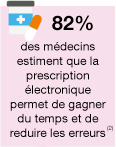 82%
des médecins
estiment que la
prescription
électronique
permet de gagner
du temps et de
réduire les erreurs(2)